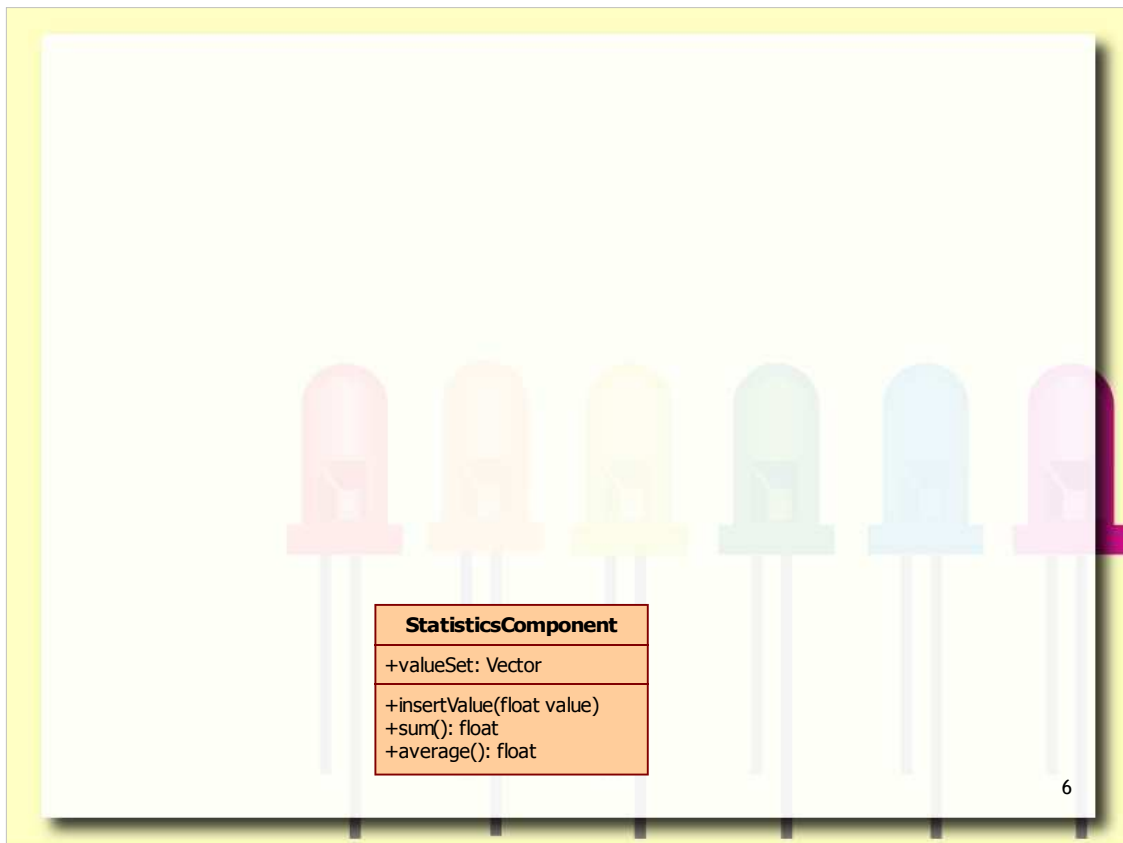 StatisticsComponent
+valueSet: Vector
+insertValue(float value)
+sum(): float
+average(): float
6